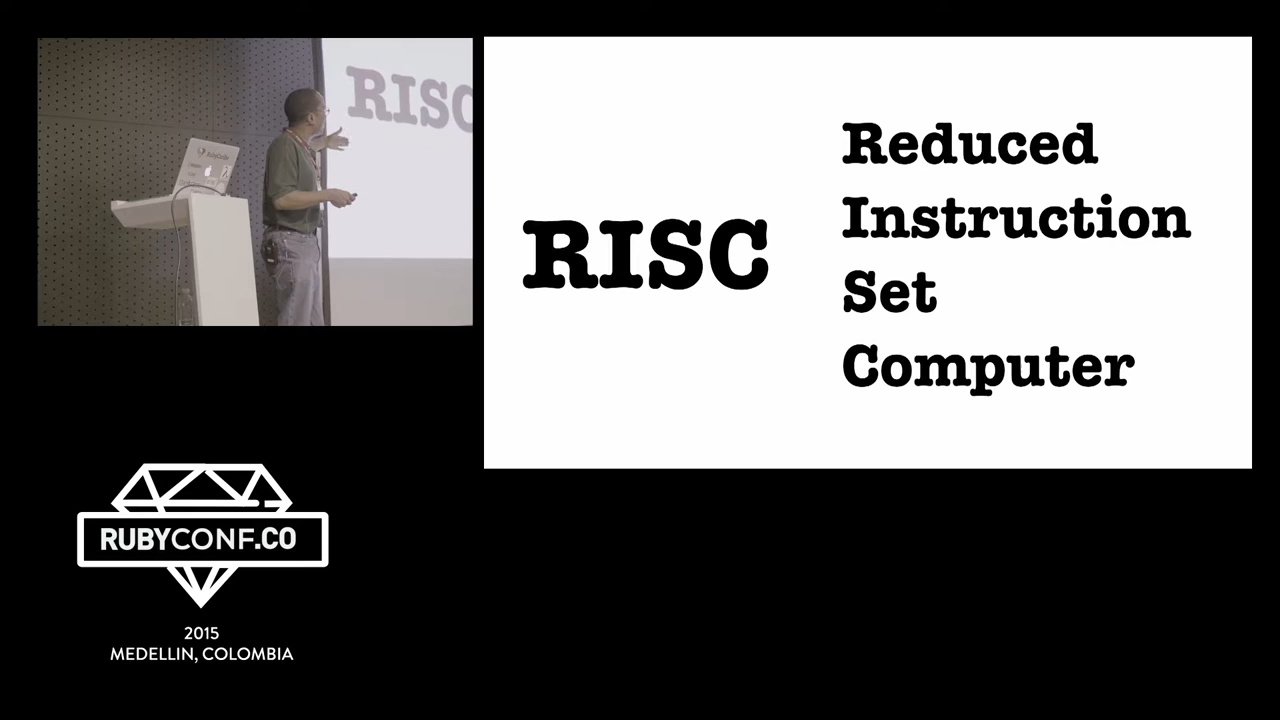 RISC
RISC
Reduced
Instruction
Set
Computer
RUBYCONF.CO
2015
MEDELLIN, COLOMBIA